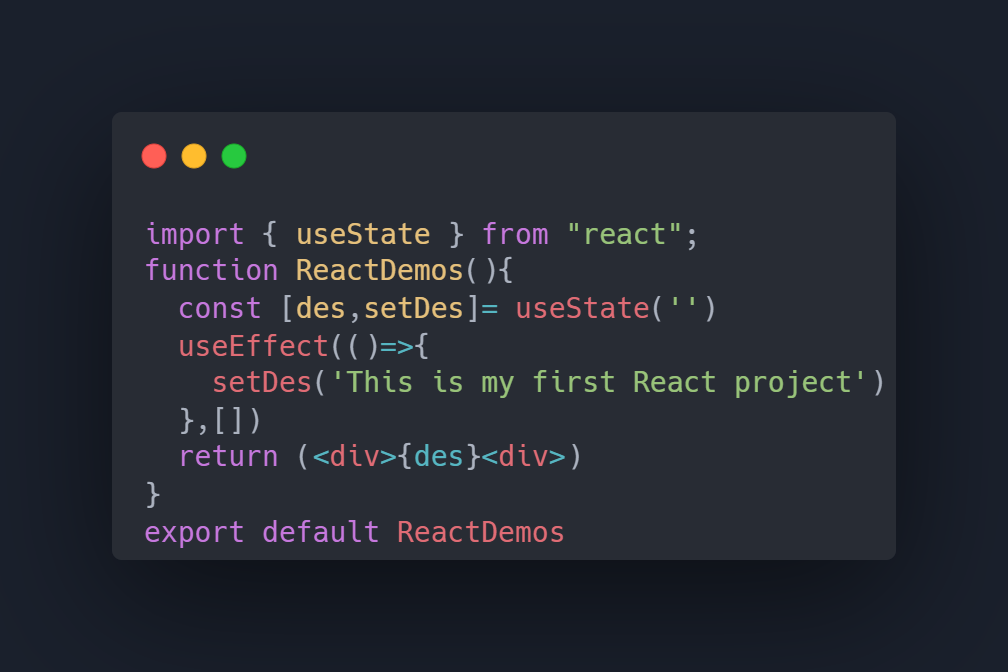 import { useState } from "react";
function ReactDemos(){
  const [des,setDes]= useState('')
  useEffect(()=>{
    setDes('This is my first React project')
  },[])
  return (<div>{des}<div>)
}
export default ReactDemos